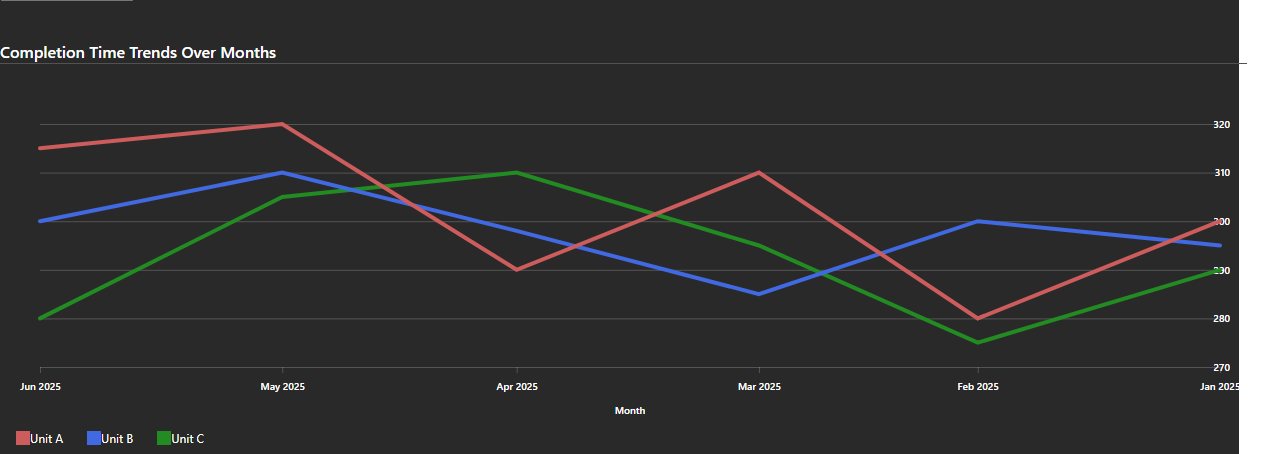 Completion Time Trends Over Months
320
310
300
290
280
270
Jun 2025 May 2025 Apr 2025 Mar 2025 Feb 2025 Jan 2025
Month
Unit A Unit B Unit C